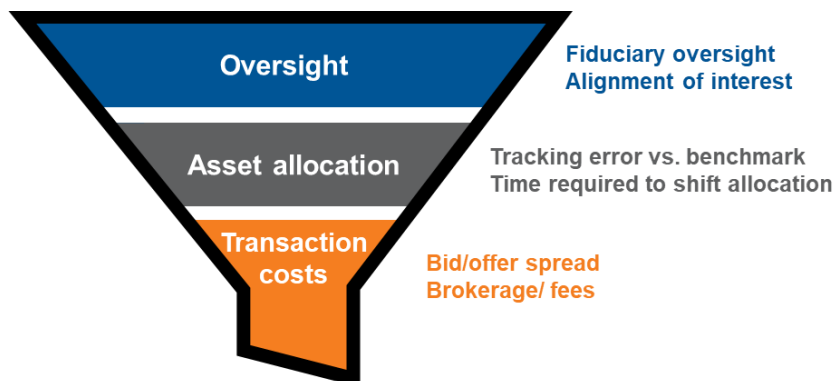 Oversight
Fiduciary oversight
Alignment of interest
Asset allocation
Tracking error vs. benchmark
Time required to shift allocation
Transaction
costs
Bid/offer spread
Brokerage/ fees